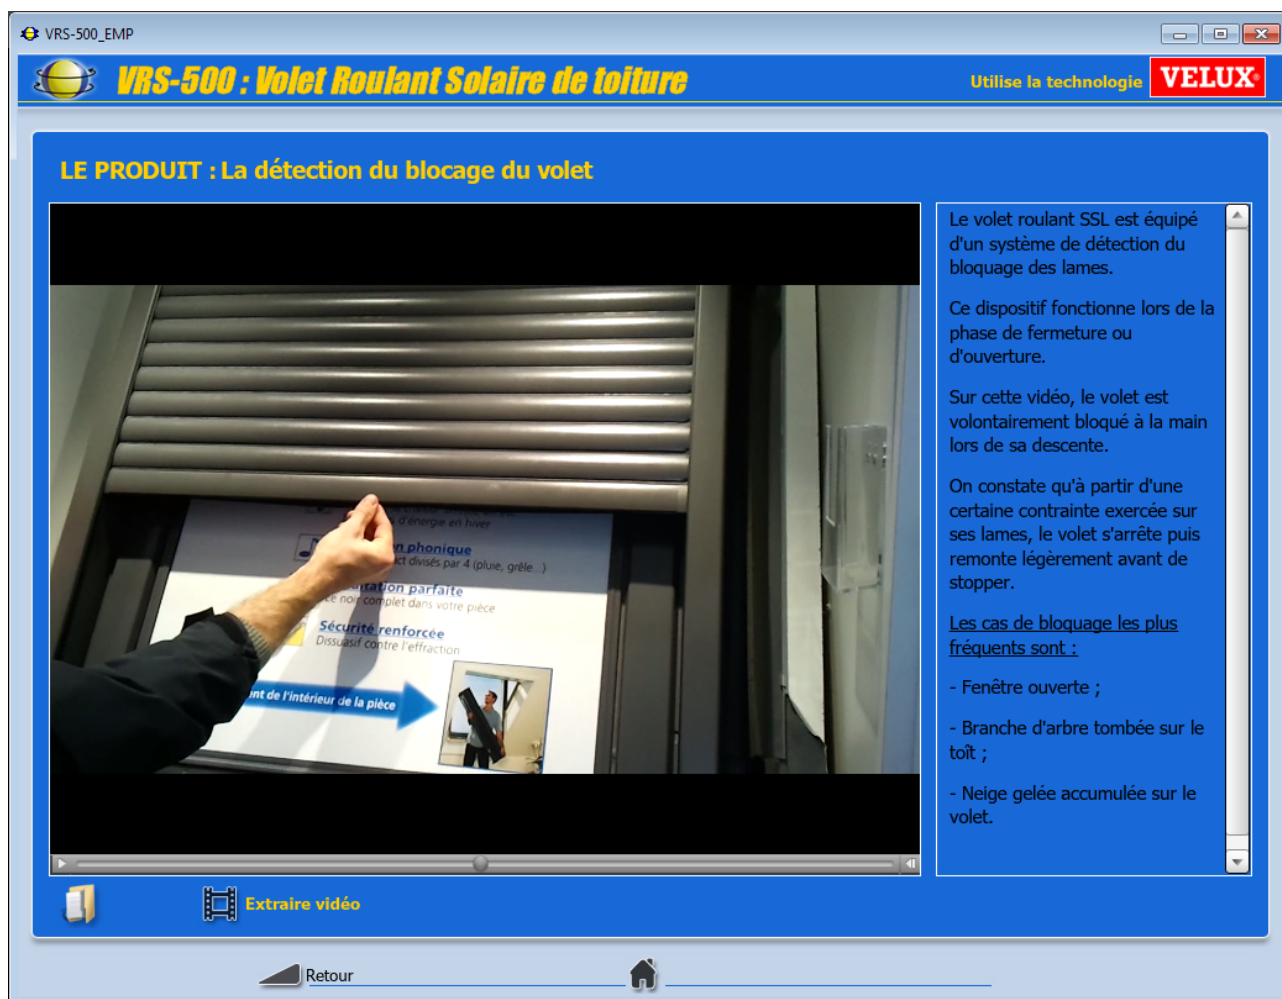 VRS-500_EMP
VRS-500 : Volet Roulant Solaire de toiture
Utilise la technologie VELUX
LE PRODUIT : La détection du blocage du volet
d'énergie en hiver
phonique
divisés par 4 (pluie, grêle...)
parfaite
noir complet dans votre pièce
Sécurité renforcée
Dissuasif contre l'effraction
de l'intérieur de la pièce
Le volet roulant SSL est équipé
d'un système de détection du
bloquage des lames.
Ce dispositif fonctionne lors de la
phase de fermeture ou
d'ouverture.
Sur cette vidéo, le volet est
volontairement bloqué à la main
lors de sa descente.
On constate qu'à partir d'une
certaine contrainte exercée sur
ses lames, le volet s'arrête puis
remonte légèrement avant de
stopper.
Les cas de bloquage les plus
fréquents sont :
- Fenêtre ouverte ;
- Branche d'arbre tombée sur le
toît ;
- Neige gelée accumulée sur le
volet.
Extraire vidéo
Retour